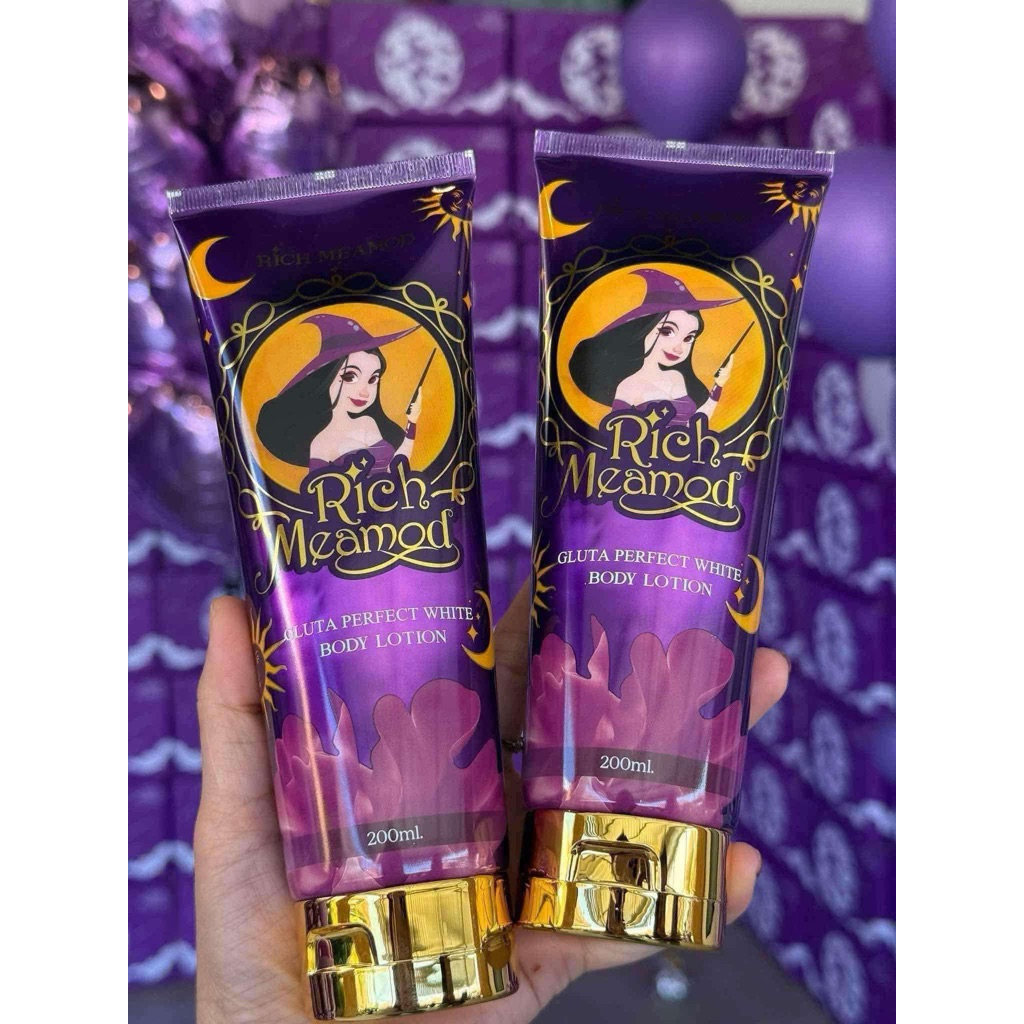 RICH MEAMOD
Rich
Meamod
GLUTA PERFECT WHITE
BODY LOTION
200ml.
Rich
Meamod
GLUTA PERFECT WHITE
BODY LOTION
200ml.